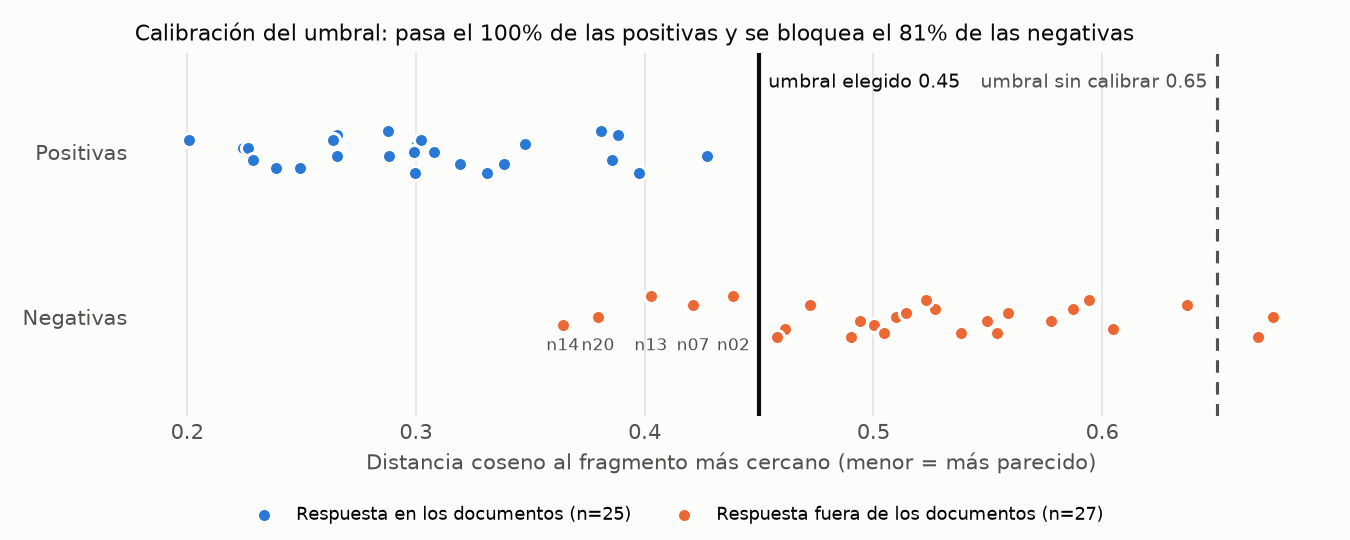 Calibración del umbral: pasa el 100% de las positivas y se bloquea el 81% de las negativas
umbral elegido 0.45 umbral sin calibrar 0.65
Positivas
Negativas
n14 n20 n13 n07 n02
0.2 0.3 0.4 0.5 0.6
Distancia coseno al fragmento más cercano (menor = más parecido)
Respuesta en los documentos (n=25) Respuesta fuera de los documentos (n=27)